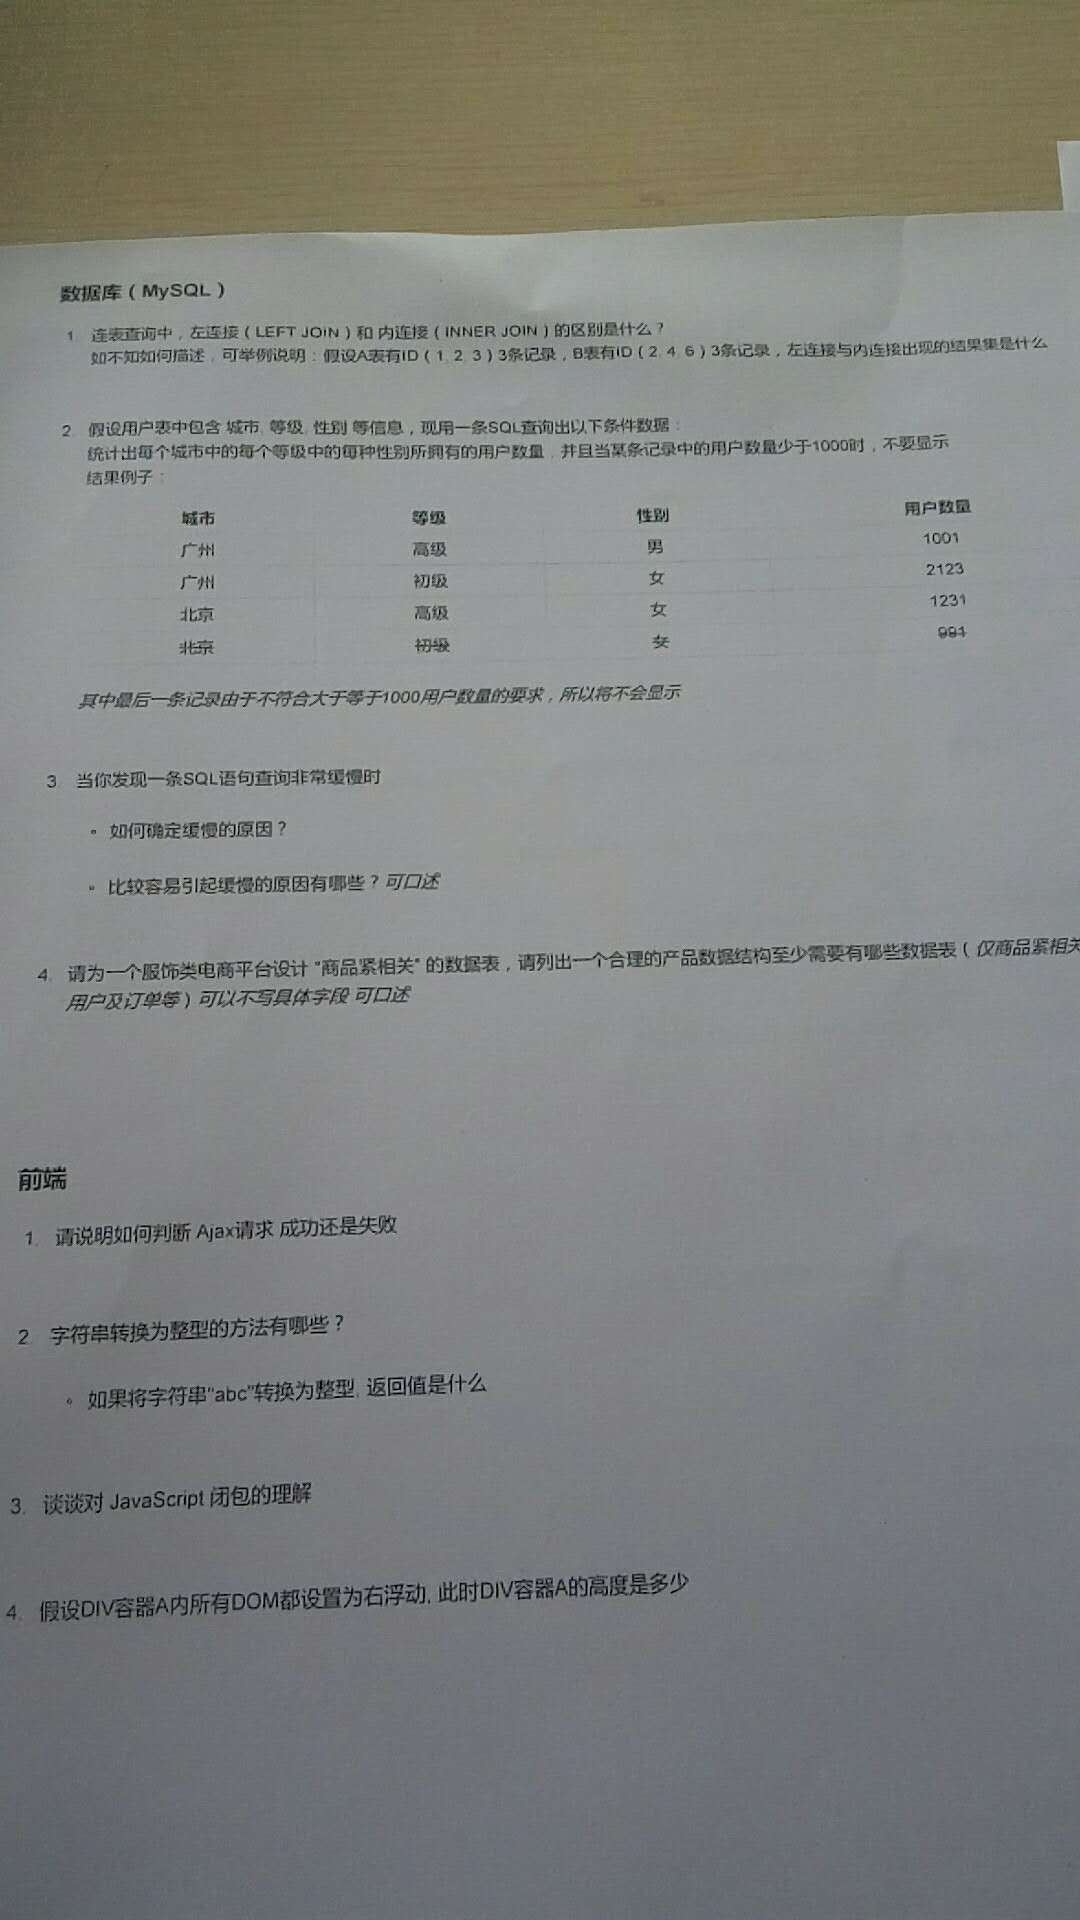 数据库（MySQL）
1. 连表查询中，左连接（LEFT JOIN）和 内连接（INNER JOIN）的区别是什么？
如不知如何描述，可举例说明：假设A表有ID（1, 2, 3）3条记录，B表有ID（2, 4, 6）3条记录，左连接与内连接出现的结果集是什么
2. 假设用户表中包含 城市, 等级, 性别 等信息，现用一条SQL查询出以下条件数据：
统计出每个城市中的每个等级中的每种性别所拥有的用户数量，并且当某条记录中的用户数量少于1000时，不要显示
结果例子：
城市 等级 性别 用户数量
广州 高级 男 1001
广州 初级 女 2123
北京 高级 女 1231
北京 初级 女 991
其中最后一条记录由于不符合大于等于1000用户数量的要求，所以将不会显示
3. 当你发现一条SQL语句查询非常缓慢时
◦ 如何确定缓慢的原因？
◦ 比较容易引起缓慢的原因有哪些？可口述
4. 请为一个服饰类电商平台设计 "商品紧相关" 的数据表，请列出一个合理的产品数据结构至少需要有哪些数据表（仅商品紧相关
用户及订单等）可以不写具体字段 可口述
前端
1. 请说明如何判断 Ajax请求 成功还是失败
2. 字符串转换为整型的方法有哪些？
◦ 如果将字符串"abc"转换为整型, 返回值是什么
3. 谈谈对 JavaScript 闭包的理解
4. 假设DIV容器A内所有DOM都设置为右浮动, 此时DIV容器A的高度是多少